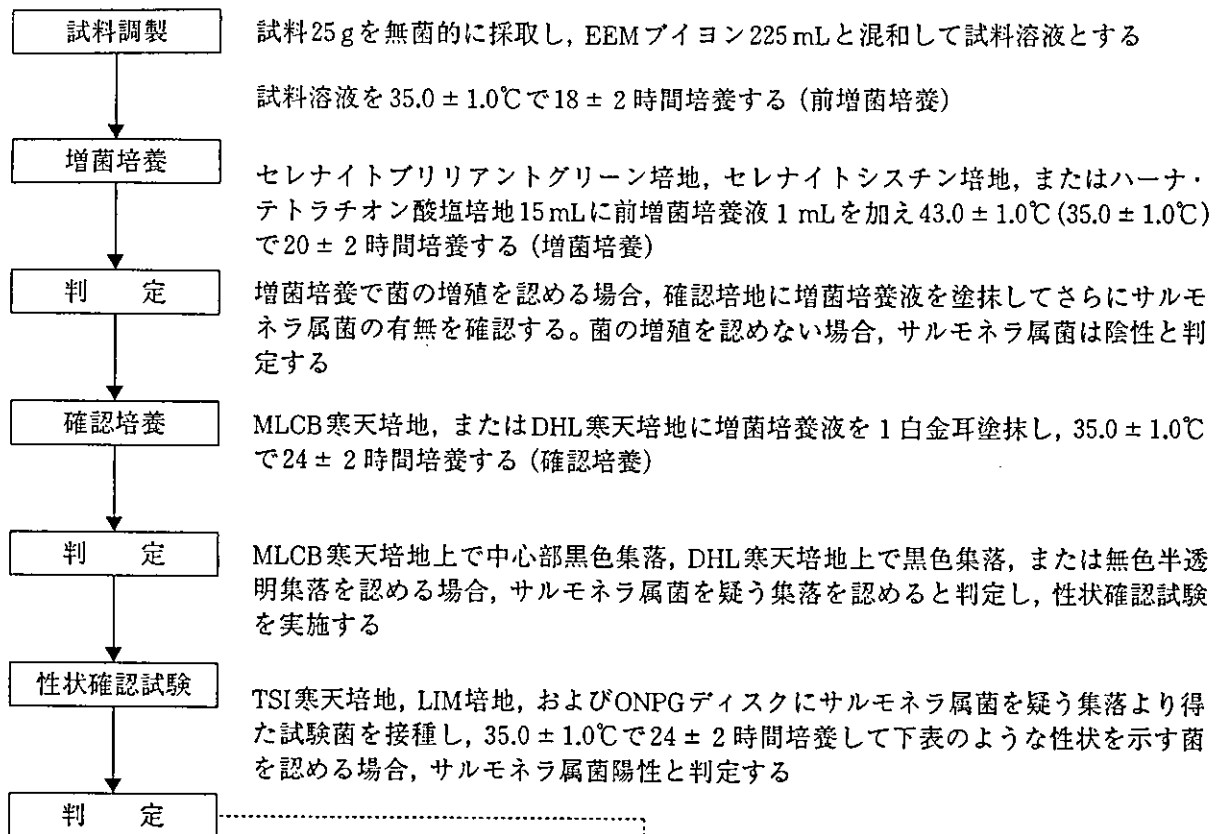 試料調製
試料25gを無菌的に採取し, EEMブイヨン225mLと混和して試料溶液とする
試料溶液を35.0±1.0℃で18±2時間培養する（前増菌培養）
増菌培養
セレナイトブリリアントグリーン培地, セレナイトシスチン培地, またはハーナ・
テトラチオン酸塩培地15mLに前増菌培養液1mLを加え43.0±1.0℃(35.0±1.0℃)
で20±2時間培養する（増菌培養）
判　定
増菌培養で菌の増殖を認める場合, 確認培地に増菌培養液を塗抹してさらにサルモ
ネラ属菌の有無を確認する。菌の増殖を認めない場合, サルモネラ属菌は陰性と判
定する
確認培養
MLCB寒天培地, またはDHL寒天培地に増菌培養液を1白金耳塗抹し, 35.0±1.0℃
で24±2時間培養する（確認培養）
判　定
MLCB寒天培地上で中心部黒色集落, DHL寒天培地上で黒色集落, または無色半透
明集落を認める場合, サルモネラ属菌を疑う集落を認めると判定し, 性状確認試験
を実施する
性状確認試験
TSI寒天培地, LIM培地, およびONPGディスクにサルモネラ属菌を疑う集落より得
た試験菌を接種し, 35.0±1.0℃で24±2時間培養して下表のような性状を示す菌
を認める場合, サルモネラ属菌陽性と判定する
判　定